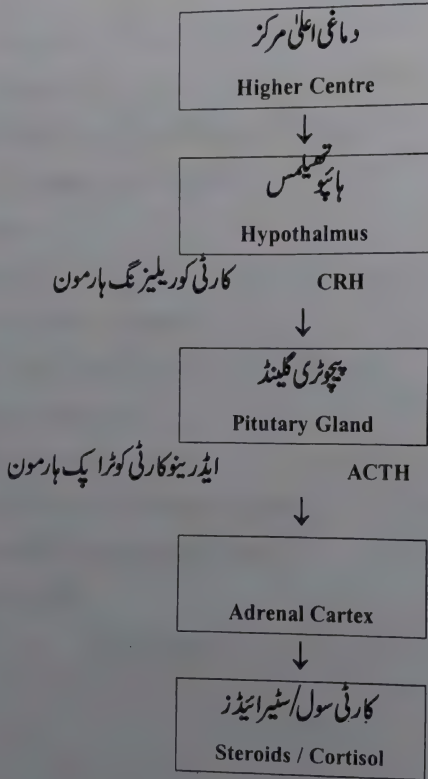 دماغی اعلیٰ مرکز
Higher Centre
ہائپوتھیلمس
Hypothalmus
کارٹی کوریلیزنگ ہارمون CRH
پیچوٹری گلینڈ
Pitutary Gland
ایڈرینوکارٹی کوٹراپک ہارمون ACTH
Adrenal Cartex
کارٹی سول/سٹیرائیڈز
Steroids / Cortisol